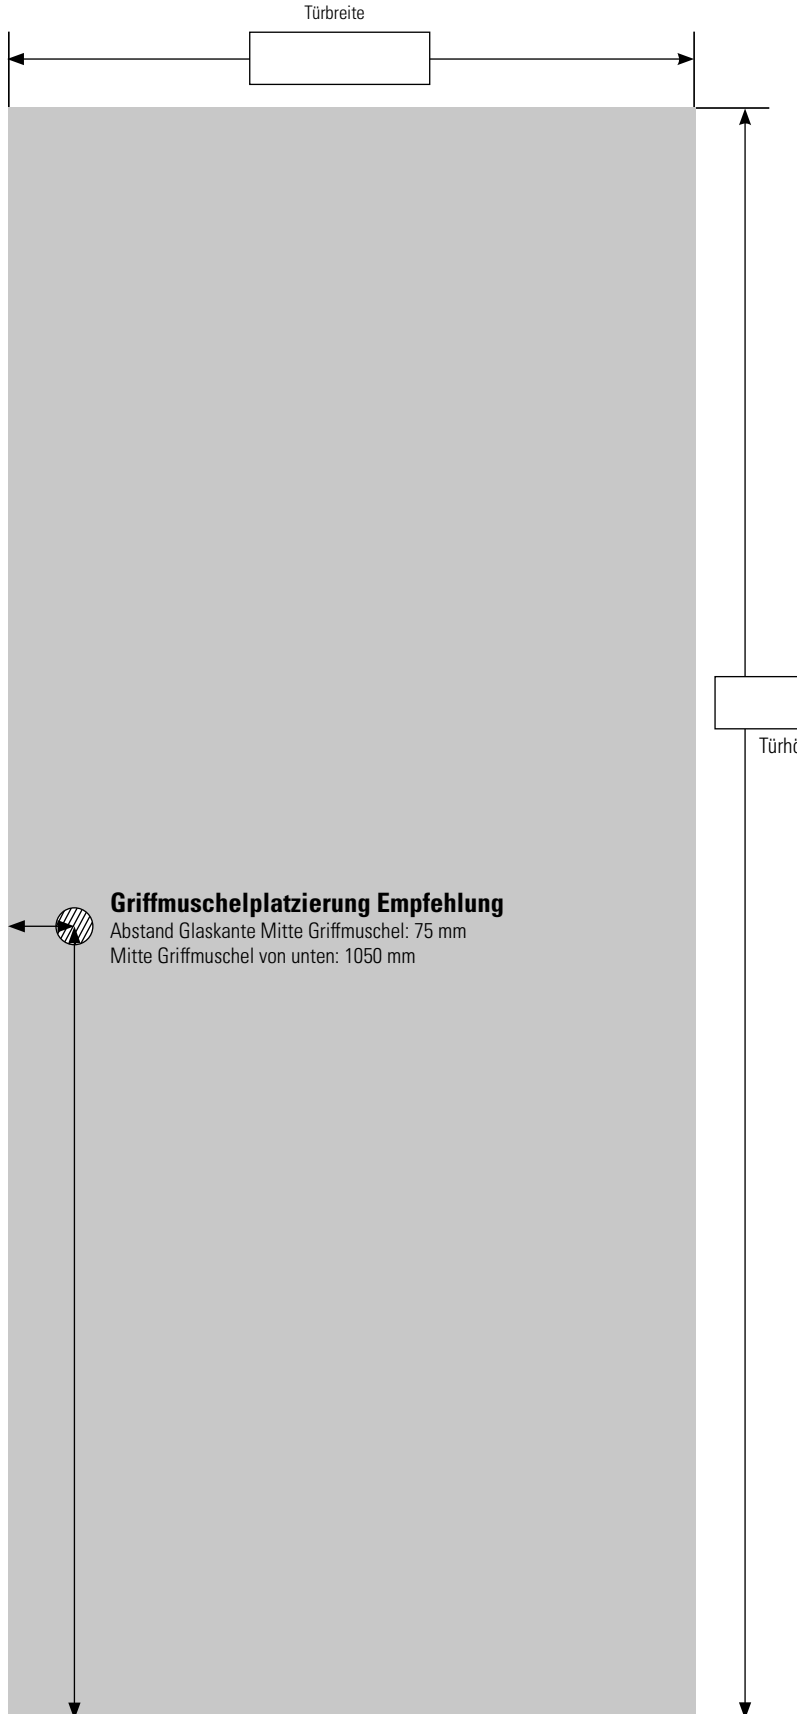 Türbreite
Griffmuschelplatzierung Empfehlung
Abstand Glaskante Mitte Griffmuschel: 75 mm
Mitte Griffmuschel von unten: 1050 mm